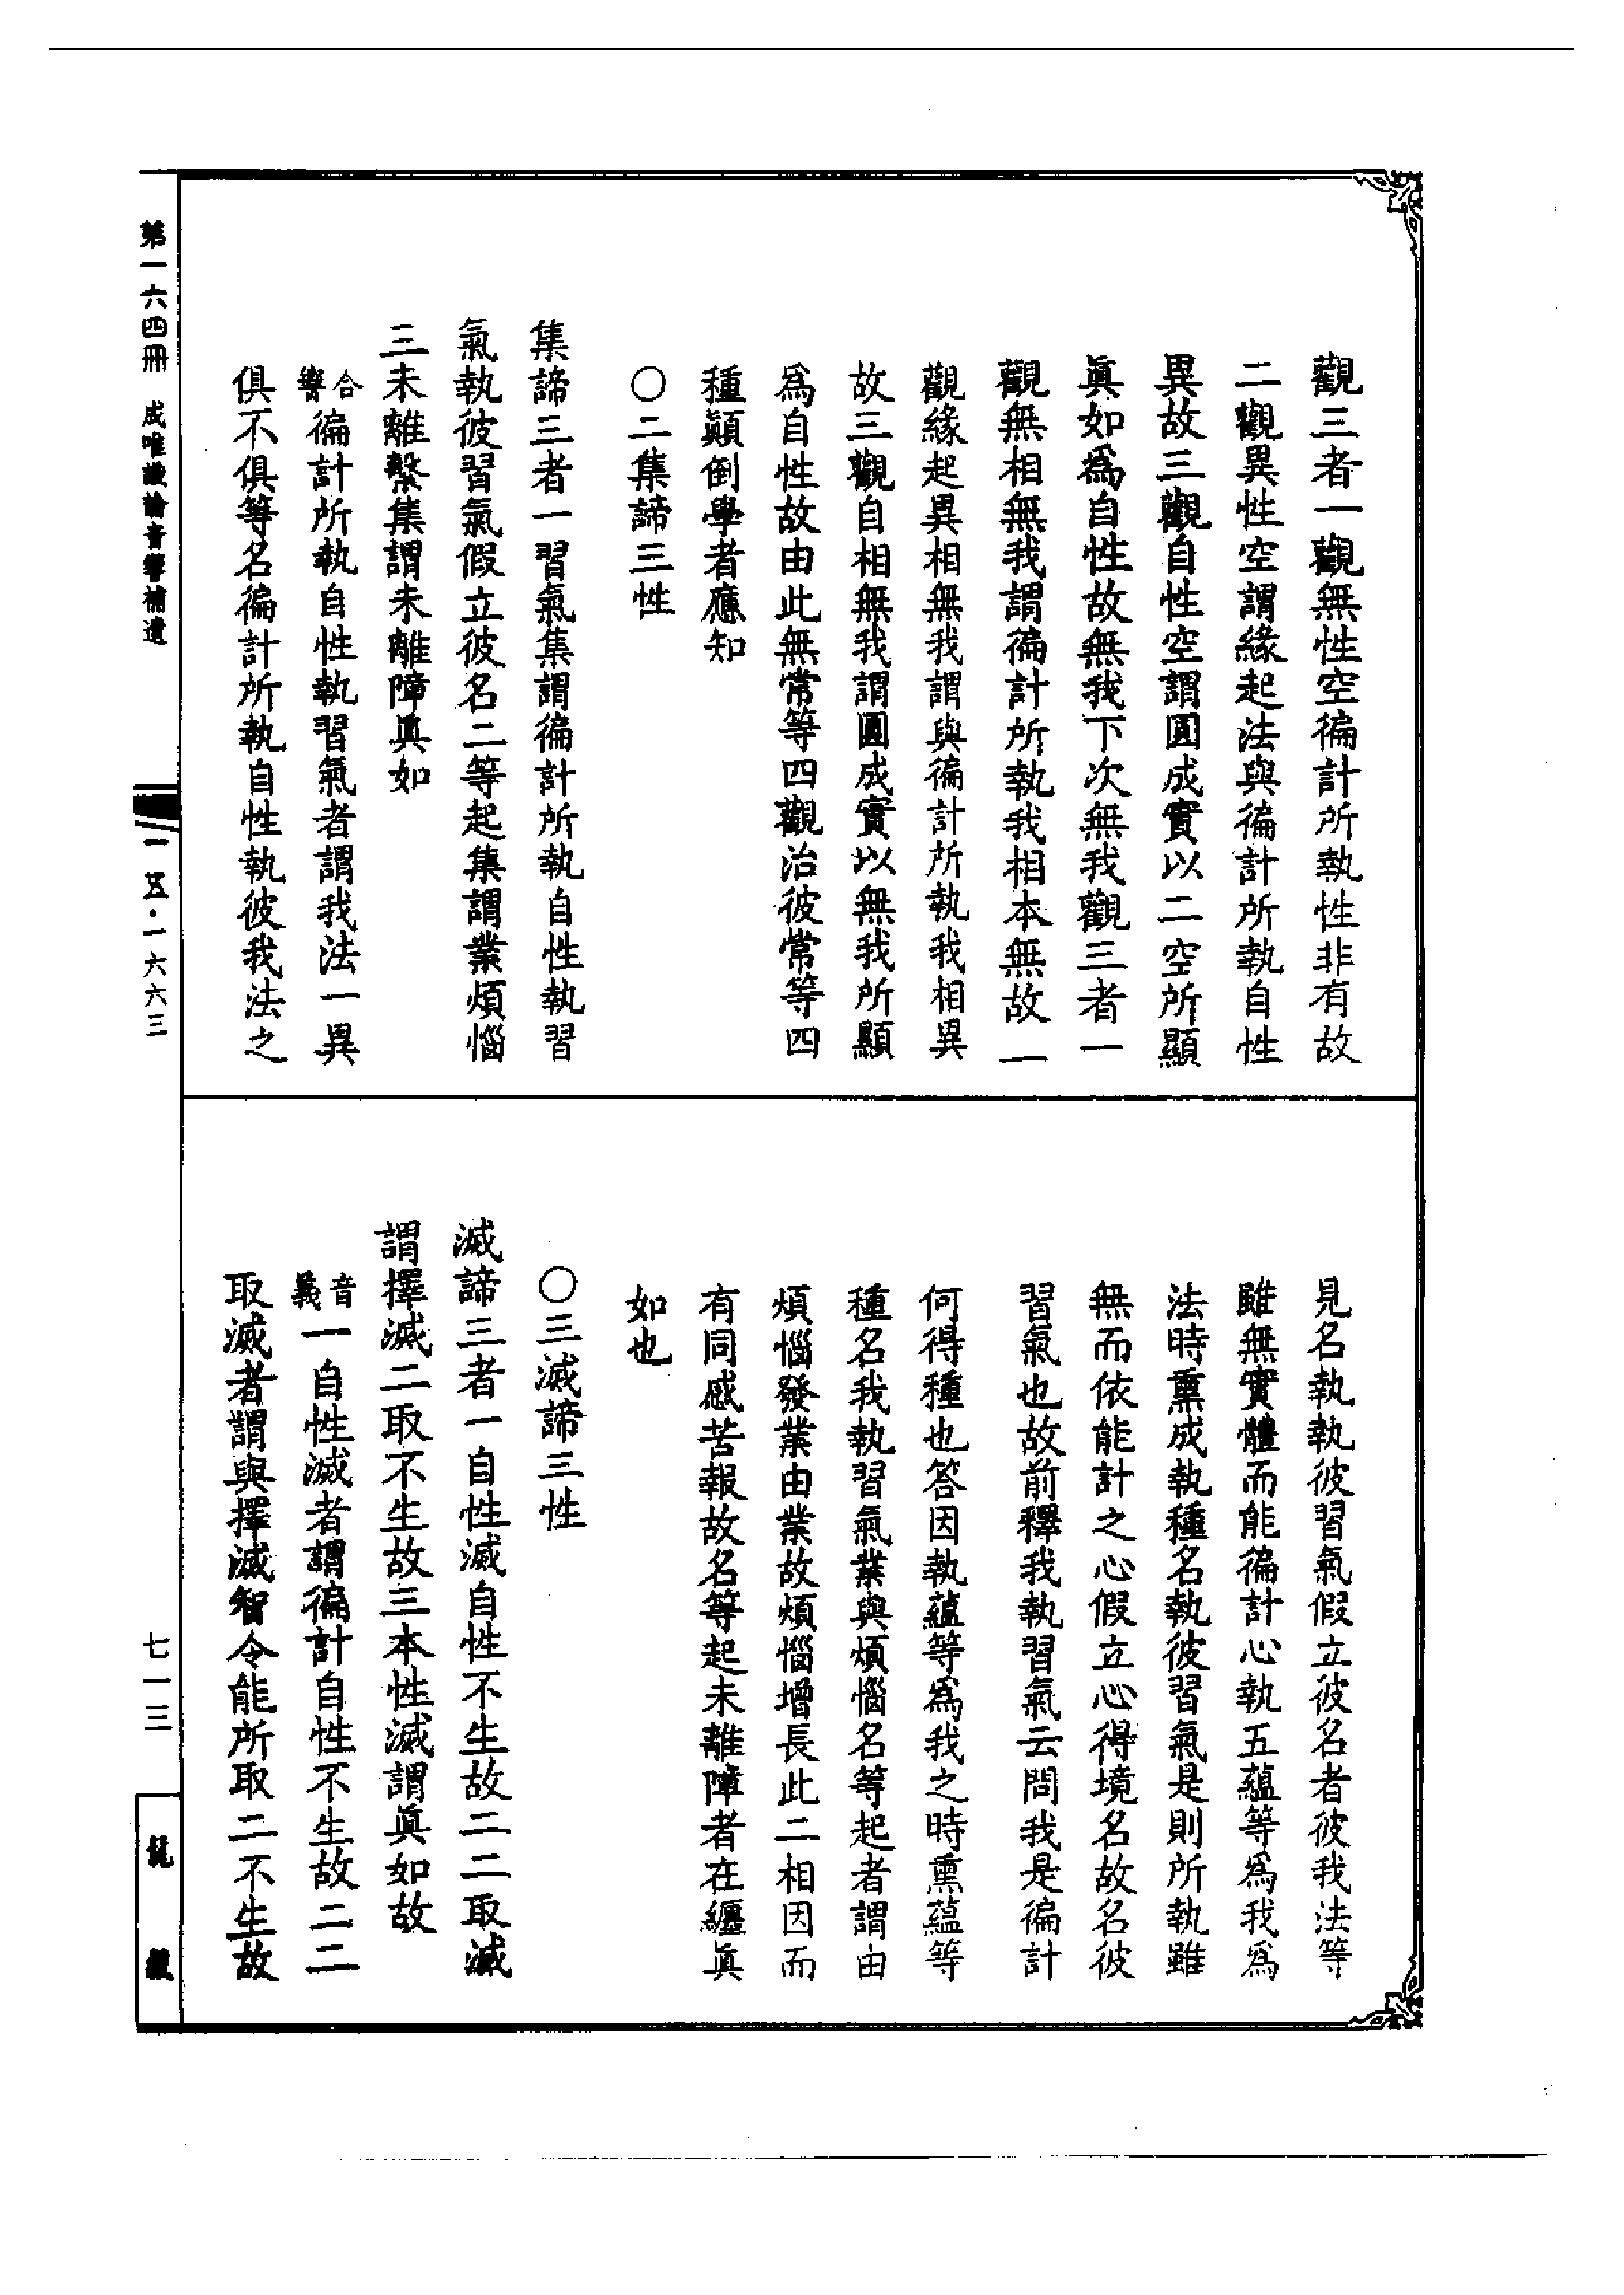 觀三者一觀無性空徧計所執性非有故
二觀異性空謂緣起法與徧計所執自性
異故三觀自性空謂圓成實以二空所顯
眞如爲自性故無我下次無我觀三者一
觀無相無我謂徧計所執我相本無故二
觀緣起異相無我謂與徧計所執我相異
故三觀自相無我謂圓成實以無我所顯
爲自性故由此無常等四觀治彼常等四
種顚倒學者應知
○二集諦三性
集諦三者一習氣集謂徧計所執自性執習
氣執彼習氣假立彼名二等起集謂業煩惱
三未離繫集謂未離障眞如
合響徧計所執自性執習氣者謂我法一異
俱不俱等名徧計所執自性執彼我法之
見名執執彼習氣假立彼名者彼我法等
雖無實體而能徧計心執五蘊等爲我爲
法時熏成執種名執彼習氣是則所執雖
無而依能計之心假立心得境名故名彼
習氣也故前釋我執習氣云問我是徧計
何得種也答因執蘊等爲我之時熏蘊等
種名我執習氣業與煩惱名等起者謂由
煩惱發業由業故煩惱增長此二相因而
有同感苦報故名等起未離障者在纏眞
如也
○三滅諦三性
滅諦三者一自性滅自性不生故二二取滅
謂擇滅二取不生故三本性滅謂眞如故
音義一自性滅者謂徧計自性不生故二二
取滅者謂與擇滅智令能所取二不生故
第一六四冊 成唯識論音響補遺
一五·一六六三
七一三
龍藏